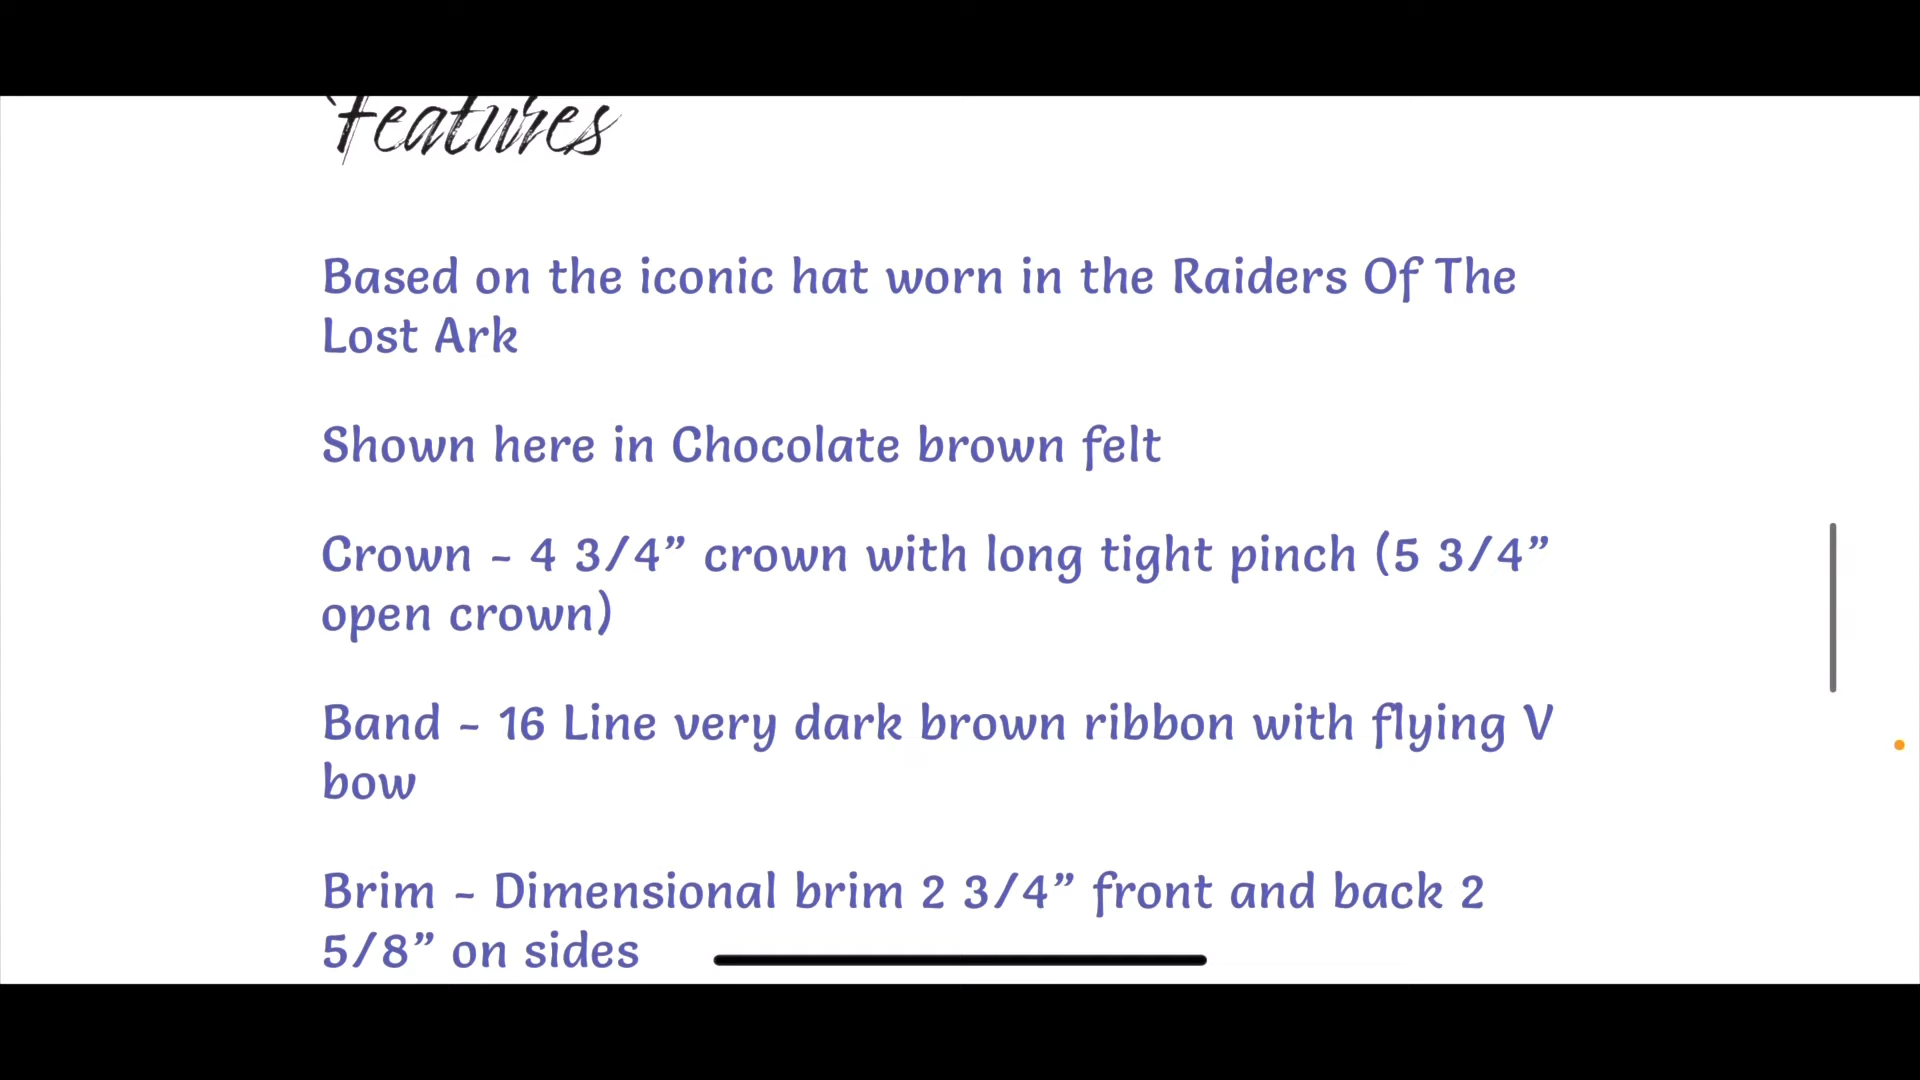 Features
Based on the iconic hat worn in the Raiders Of The
Lost Ark
Shown here in Chocolate brown felt
Crown ~ 4 3/4” crown with long tight pinch (5 3/4”
open crown)
Band ~ 16 Line very dark brown ribbon with flying V
bow
Brim ~ Dimensional brim 2 3/4” front and back 2
5/8” on sides